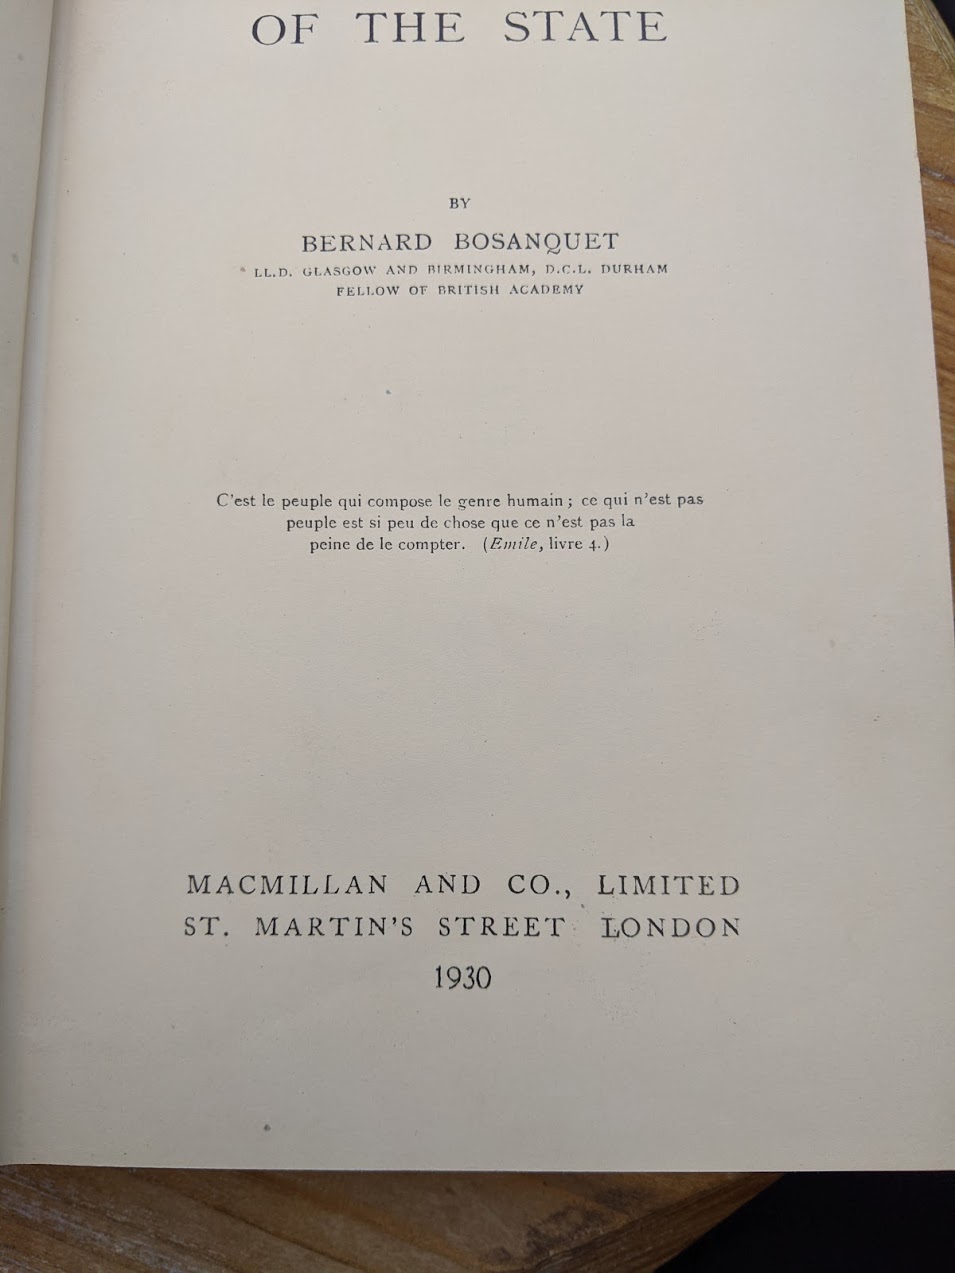 OF THE STATE
BY
BERNARD BOSANQUET
LL.D. GLASGOW AND BIRMINGHAM, D.C.L. DURHAM
FELLOW OF BRITISH ACADEMY
C'est le peuple qui compose le genre humain ; ce qui n'est pas
peuple est si peu de chose que ce n'est pas la
peine de le compter. (Emile, livre 4.)
MACMILLAN AND CO., LIMITED
ST. MARTIN'S STREET LONDON
1930